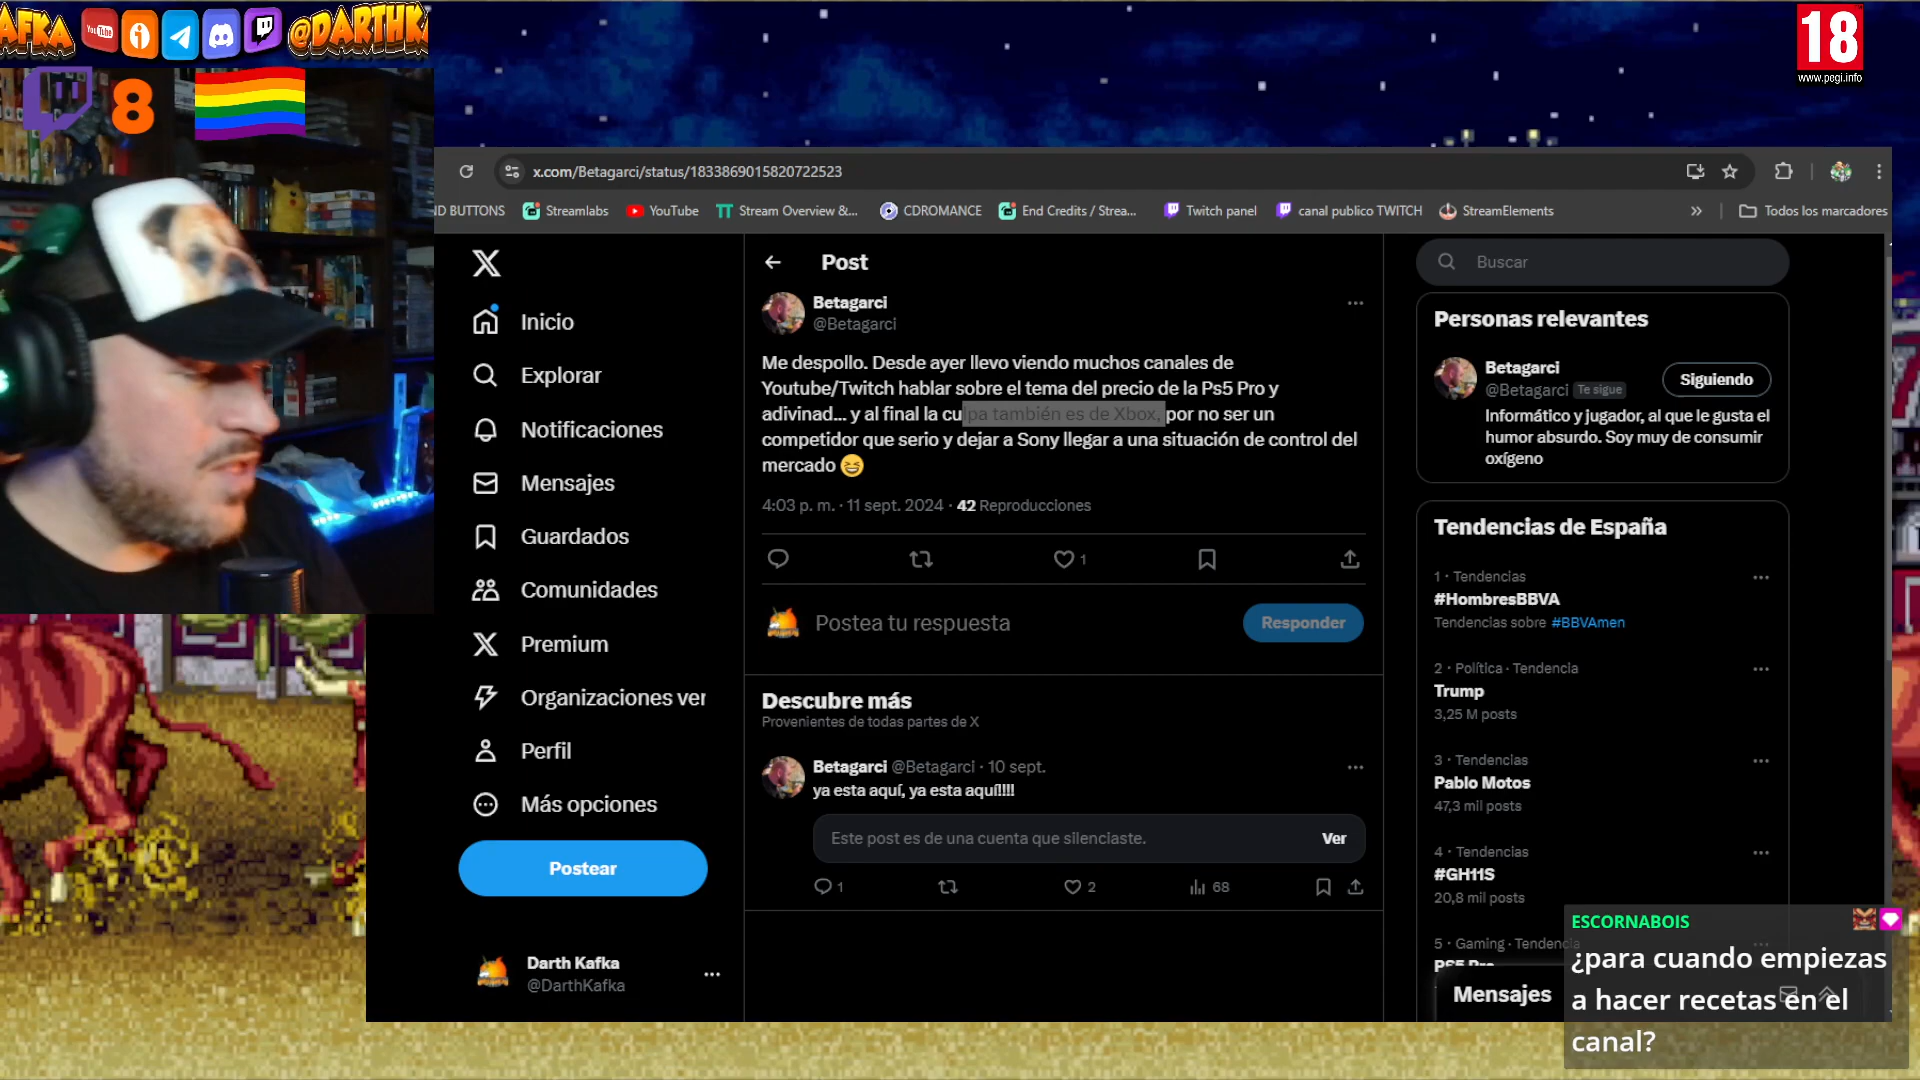 AFKA
YouTube
@DARTHKA
8
18
www.pegi.info
x.com/Betagarci/status/1833869015820722523
ND BUTTONS
Streamlabs
YouTube
Stream Overview &...
CDROMANCE
End Credits / Strea...
Twitch panel
canal publico TWITCH
StreamElements
»
Todos los marcadores
Inicio
Explorar
Notificaciones
Mensajes
Guardados
Comunidades
Premium
Organizaciones ver
Perfil
Más opciones
Postear
Darth Kafka
@DarthKafka
Post
Betagarci
@Betagarci
Me despollo. Desde ayer llevo viendo muchos canales de
Youtube/Twitch hablar sobre el tema del precio de la Ps5 Pro y
adivinad... y al final la culpa también es de Xbox, por no ser un
competidor que serio y dejar a Sony llegar a una situación de control del
mercado 😆
4:03 p. m. · 11 sept. 2024 · 42 Reproducciones
1
Postea tu respuesta
Responder
Descubre más
Provenientes de todas partes de X
Betagarci @Betagarci · 10 sept.
ya esta aquí, ya esta aquí!!!!
Este post es de una cuenta que silenciaste.
Ver
1
2
68
Buscar
Personas relevantes
Betagarci
@Betagarci Te sigue
Siguiendo
Informático y jugador, al que le gusta el
humor absurdo. Soy muy de consumir
oxígeno
Tendencias de España
1 · Tendencias
#HombresBBVA
Tendencias sobre #BBVAmen
2 · Política · Tendencia
Trump
3,25 M posts
3 · Tendencias
Pablo Motos
47,3 mil posts
4 · Tendencias
#GH11S
20,8 mil posts
5 · Gaming · Tendencia
PS5 Pro
Mensajes
ESCORNABOIS
¿para cuando empiezas
a hacer recetas en el
canal?